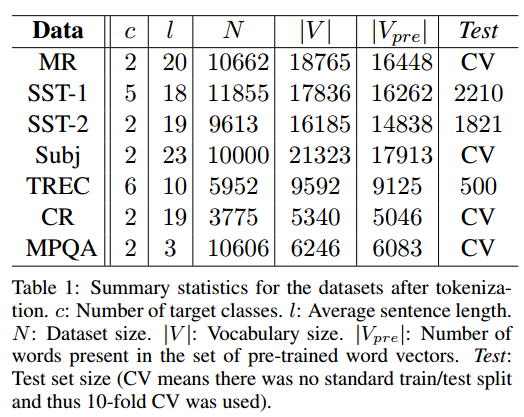 Data c l N |V| |Vpre| Test
MR 2 20 10662 18765 16448 CV
SST-1 5 18 11855 17836 16262 2210
SST-2 2 19 9613 16185 14838 1821
Subj 2 23 10000 21323 17913 CV
TREC 6 10 5952 9592 9125 500
CR 2 19 3775 5340 5046 CV
MPQA 2 3 10606 6246 6083 CV
Table 1: Summary statistics for the datasets after tokeniza-
tion. c: Number of target classes. l: Average sentence length.
N: Dataset size. |V|: Vocabulary size. |Vpre|: Number of
words present in the set of pre-trained word vectors. Test:
Test set size (CV means there was no standard train/test split
and thus 10-fold CV was used).